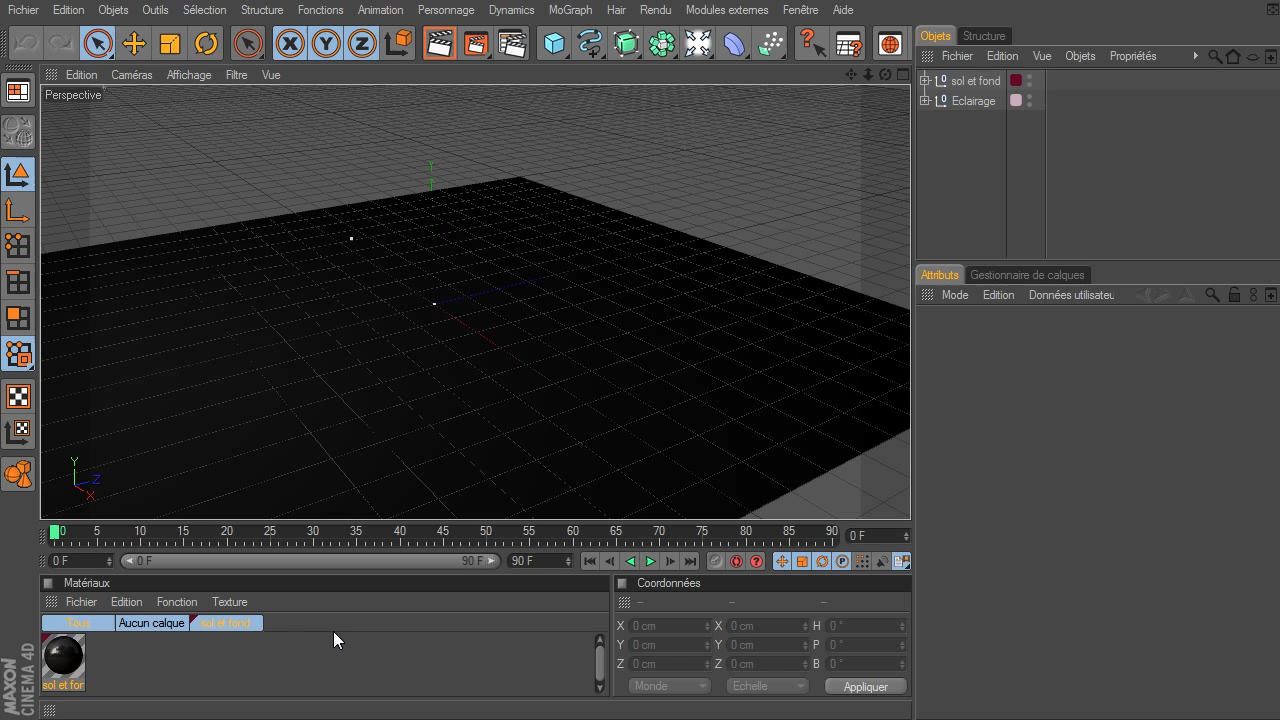 Fichier Edition Objets Outils Sélection Structure Fonctions Animation Personnage Dynamics MoGraph Hair Rendu Modules externes Fenêtre Aide
X Y Z
Objets Structure
Fichier Edition Vue Objets Propriétés
sol et fond
Eclairage
Edition Caméras Affichage Filtre Vue
Perspective
Y
Y
Z
X
Attributs Gestionnaire de calques
Mode Edition Données utilisateu
0 5 10 15 20 25 30 35 40 45 50 55 60 65 70 75 80 85 90 0 F
0 F 0 F 90 F 90 F
Matériaux
Fichier Edition Fonction Texture
Tous Aucun calque sol et fond
sol et for
Coordonnées
-- -- --
X 0 cm X 0 cm H 0 °
Y 0 cm Y 0 cm P 0 °
Z 0 cm Z 0 cm B 0 °
Monde Echelle Appliquer
MAXON
CINEMA 4D